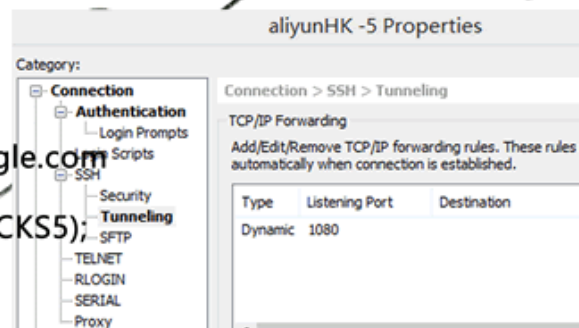 aliyunHK -5 Properties
Category:
Connection
Authentication
Login Prompts
Login Scripts
SSH
Security
Tunneling
SFTP
TELNET
RLOGIN
SERIAL
Proxy
gle.com
CKS5);
Connection > SSH > Tunneling
TCP/IP Forwarding
Add/Edit/Remove TCP/IP forwarding rules. These rules
automatically when connection is established.
Type Listening Port Destination
Dynamic 1080